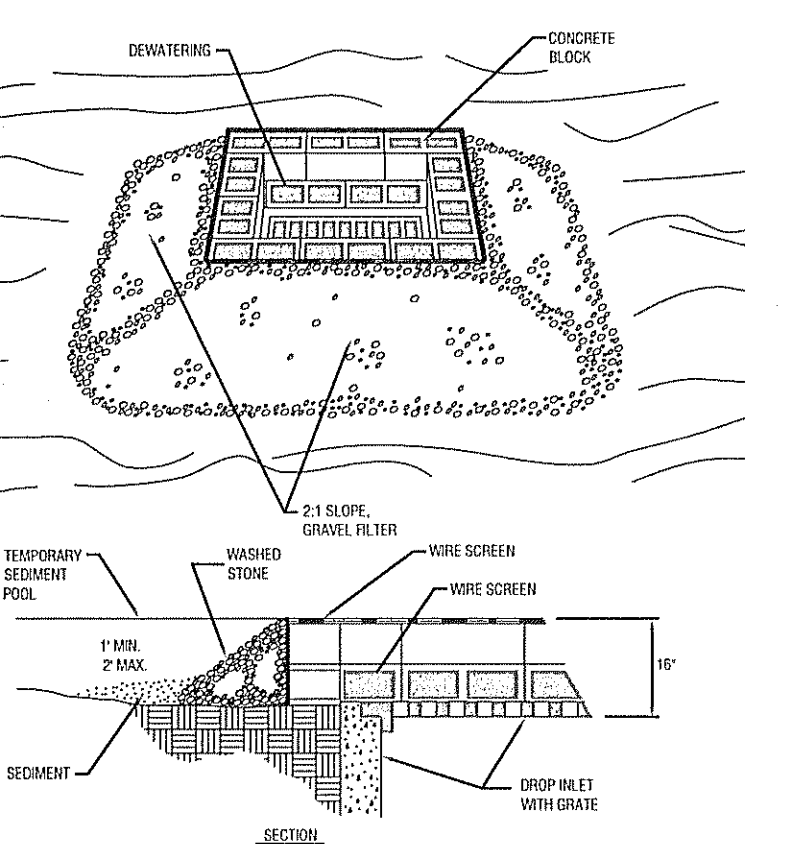 DEWATERING
CONCRETE
BLOCK
2:1 SLOPE,
GRAVEL FILTER
TEMPORARY
SEDIMENT
POOL
WASHED
STONE
WIRE SCREEN
WIRE SCREEN
1' MIN.
2' MAX.
16"
SEDIMENT
DROP INLET
WITH GRATE
SECTION